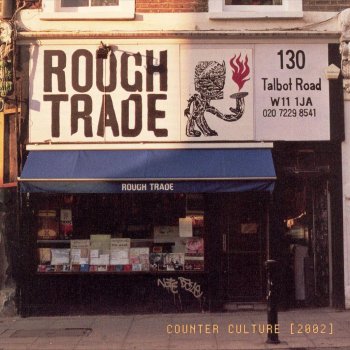 ROUGH
TRADE
130
Talbot Road
W11 1JA
020 7229 8541
ROUGH TRADE
COUNTER CULTURE [2002]